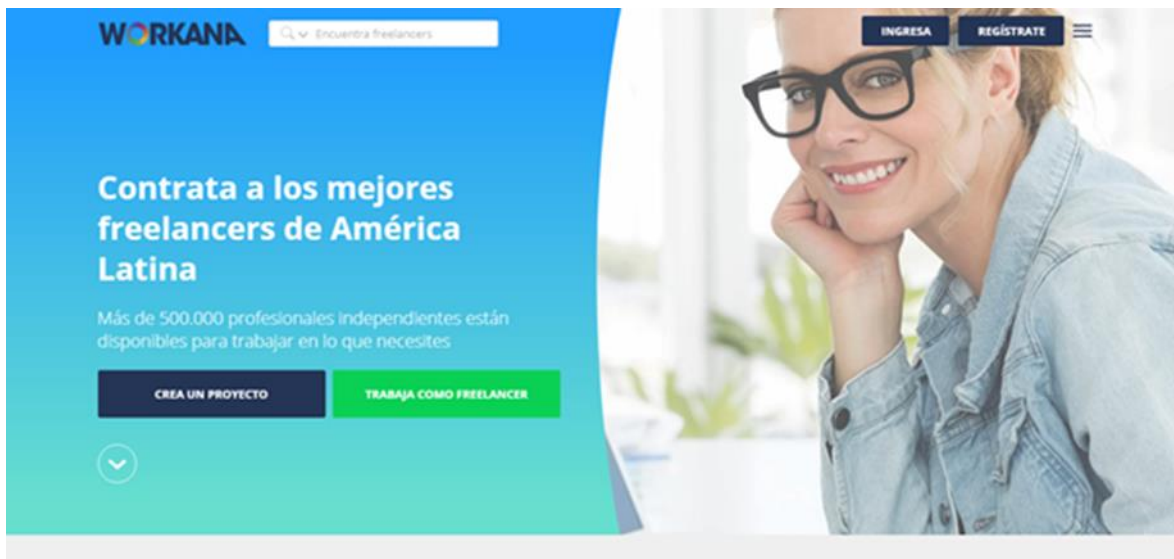 WORKANA
Encuentra freelancers
INGRESA
REGÍSTRATE
Contrata a los mejores
freelancers de América
Latina
Más de 500.000 profesionales independientes están
disponibles para trabajar en lo que necesites
CREA UN PROYECTO
TRABAJA COMO FREELANCER